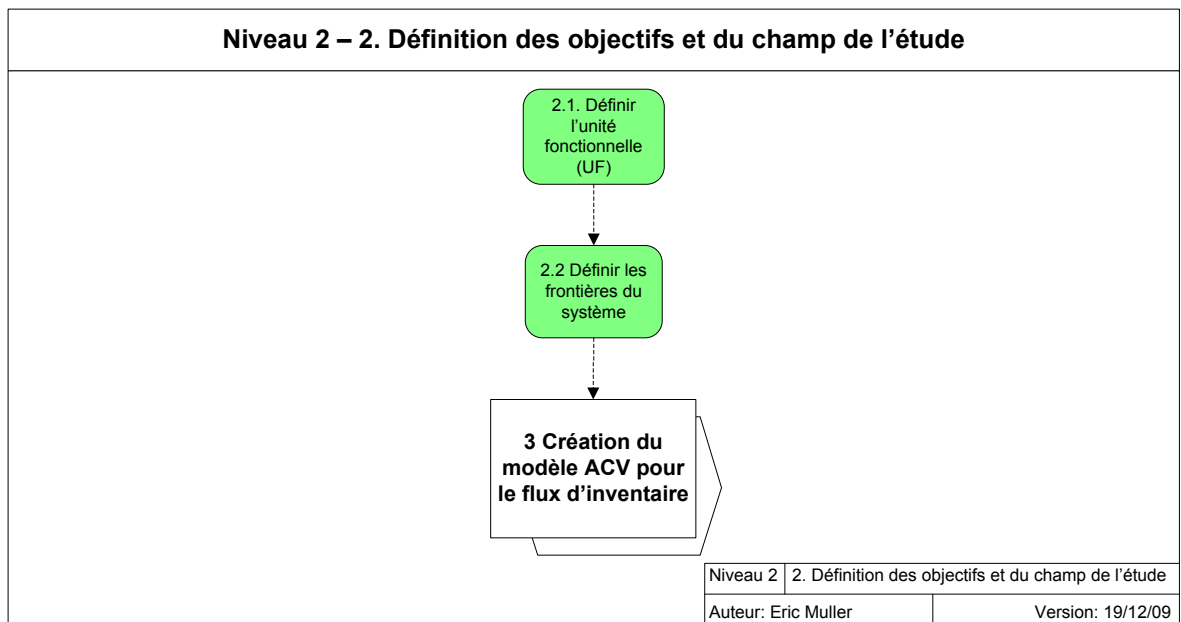 Niveau 2 – 2. Définition des objectifs et du champ de l’étude
2.1. Définir
l’unité
fonctionnelle
(UF)
2.2 Définir les
frontières du
système
3 Création du
modèle ACV pour
le flux d’inventaire
Niveau 2 2. Définition des objectifs et du champ de l’étude
Auteur: Eric Muller Version: 19/12/09